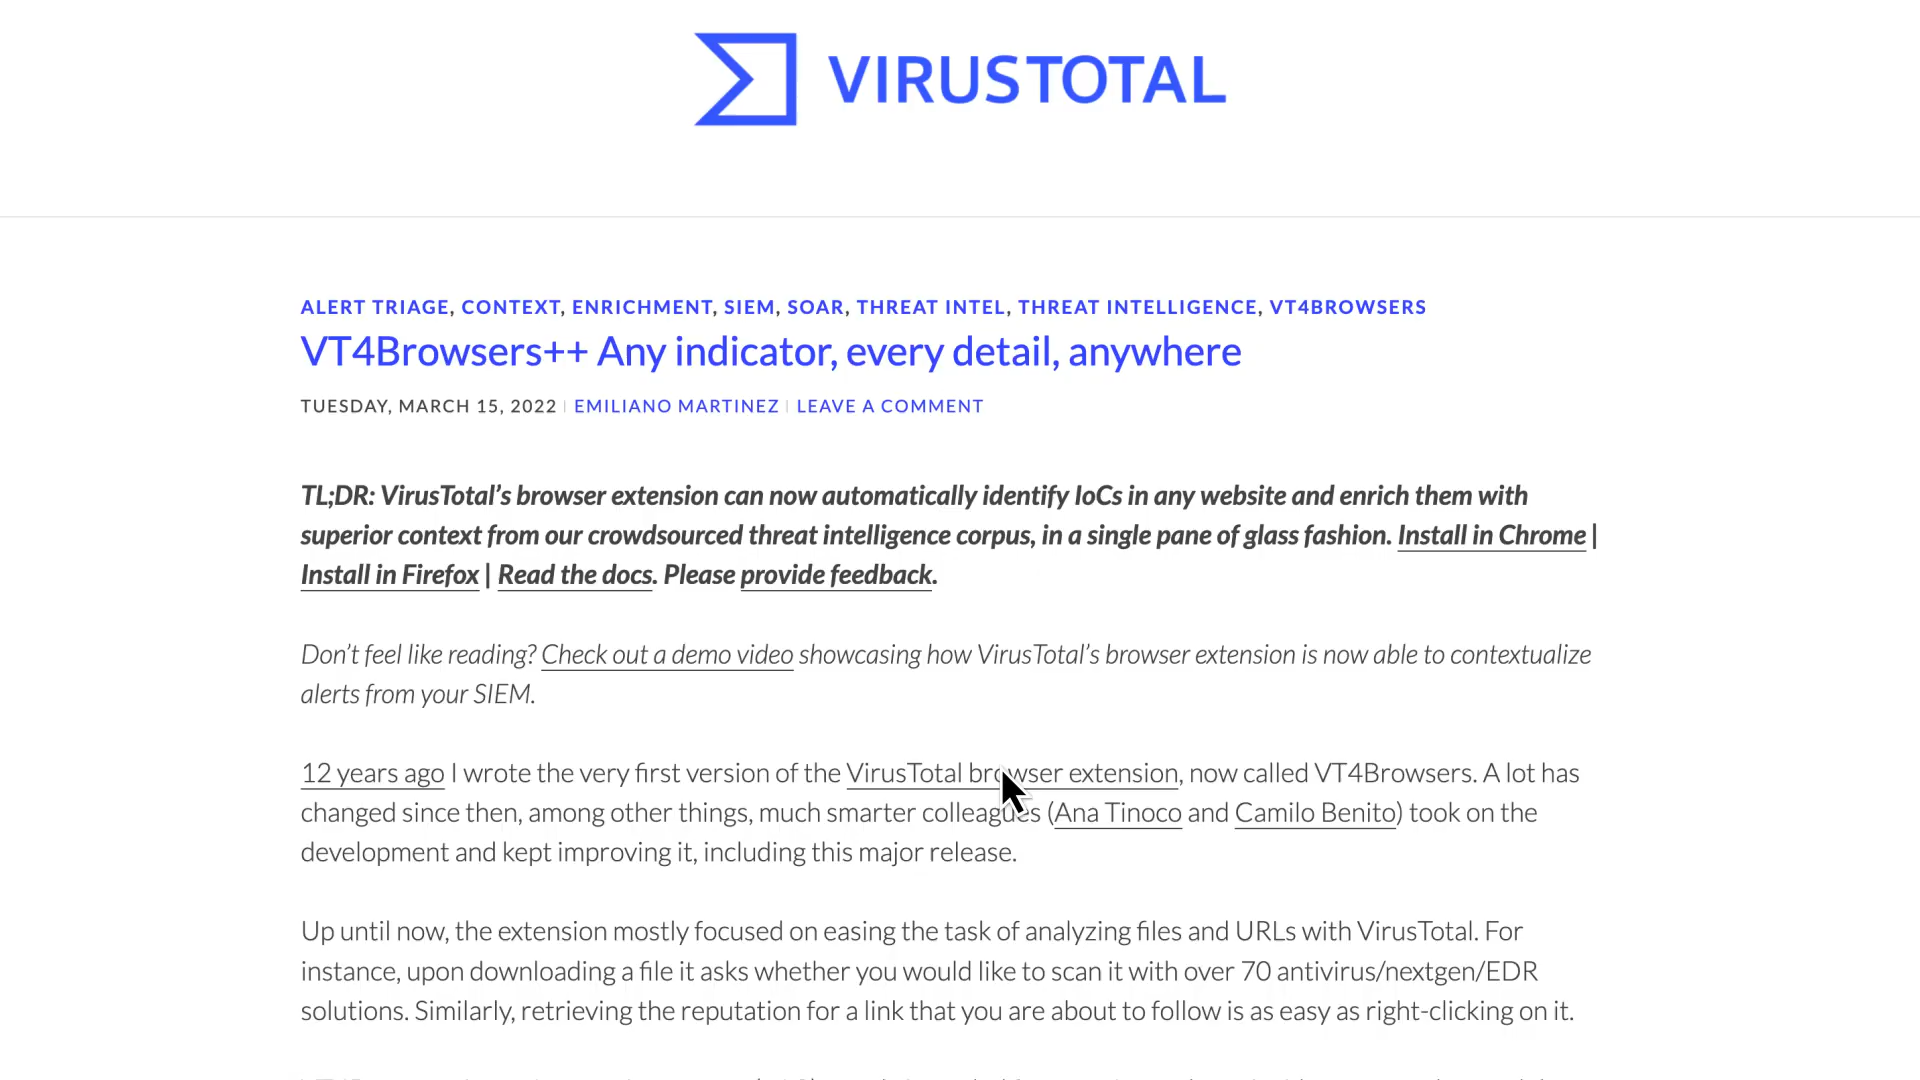 VIRUSTOTAL
ALERT TRIAGE, CONTEXT, ENRICHMENT, SIEM, SOAR, THREAT INTEL, THREAT INTELLIGENCE, VT4BROWSERS
VT4Browsers++ Any indicator, every detail, anywhere
TUESDAY, MARCH 15, 2022 | EMILIANO MARTINEZ | LEAVE A COMMENT
TL;DR: VirusTotal’s browser extension can now automatically identify IoCs in any website and enrich them with
superior context from our crowdsourced threat intelligence corpus, in a single pane of glass fashion. Install in Chrome |
Install in Firefox | Read the docs. Please provide feedback.
Don’t feel like reading? Check out a demo video showcasing how VirusTotal’s browser extension is now able to contextualize
alerts from your SIEM.
12 years ago I wrote the very first version of the VirusTotal browser extension, now called VT4Browsers. A lot has
changed since then, among other things, much smarter colleagues (Ana Tinoco and Camilo Benito) took on the
development and kept improving it, including this major release.
Up until now, the extension mostly focused on easing the task of analyzing files and URLs with VirusTotal. For
instance, upon downloading a file it asks whether you would like to scan it with over 70 antivirus/nextgen/EDR
solutions. Similarly, retrieving the reputation for a link that you are about to follow is as easy as right-clicking on it.